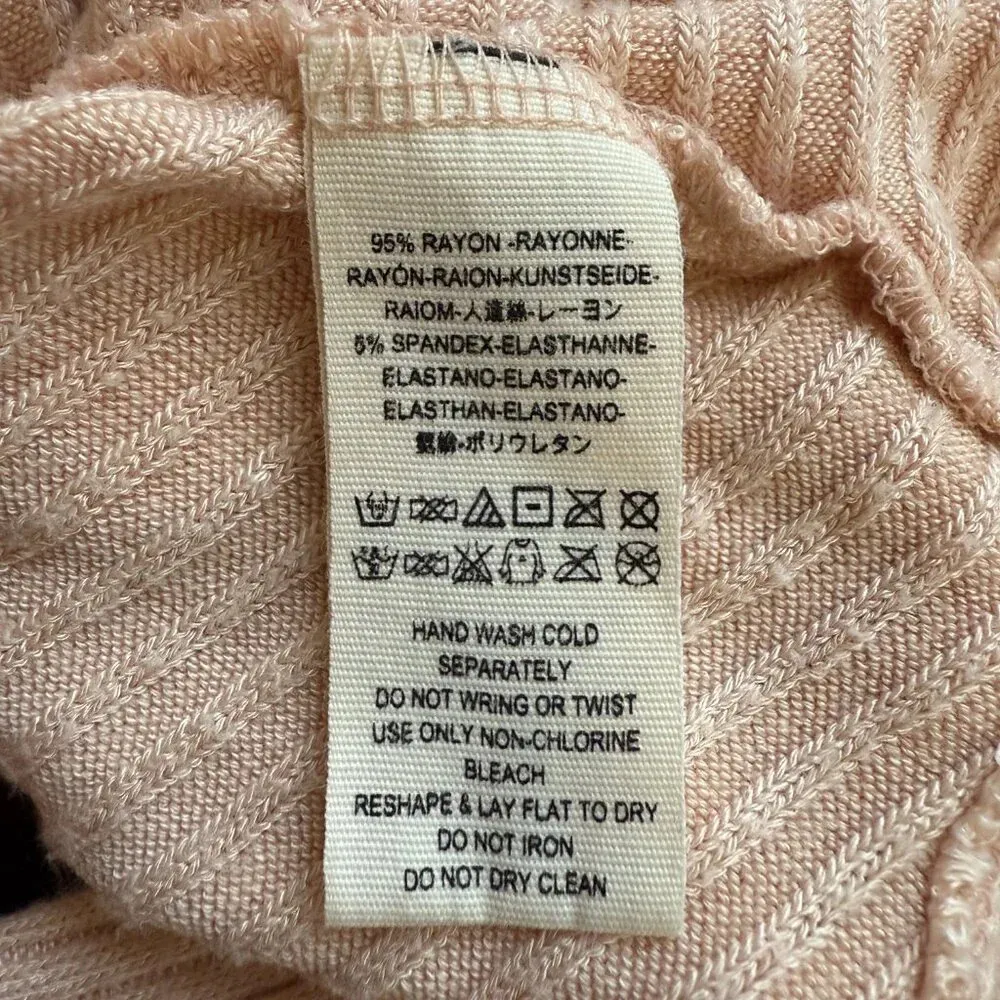 95% RAYON -RAYONNE-
RAYÓN-RAION-KUNSTSEIDE-
RAIOM-人造絲-レーヨン
5% SPANDEX-ELASTHANNE-
ELASTANO-ELASTANO-
ELASTHAN-ELASTANO-
氨綸-ポリウレタン
HAND WASH COLD
SEPARATELY
DO NOT WRING OR TWIST
USE ONLY NON-CHLORINE
BLEACH
RESHAPE & LAY FLAT TO DRY
DO NOT IRON
DO NOT DRY CLEAN